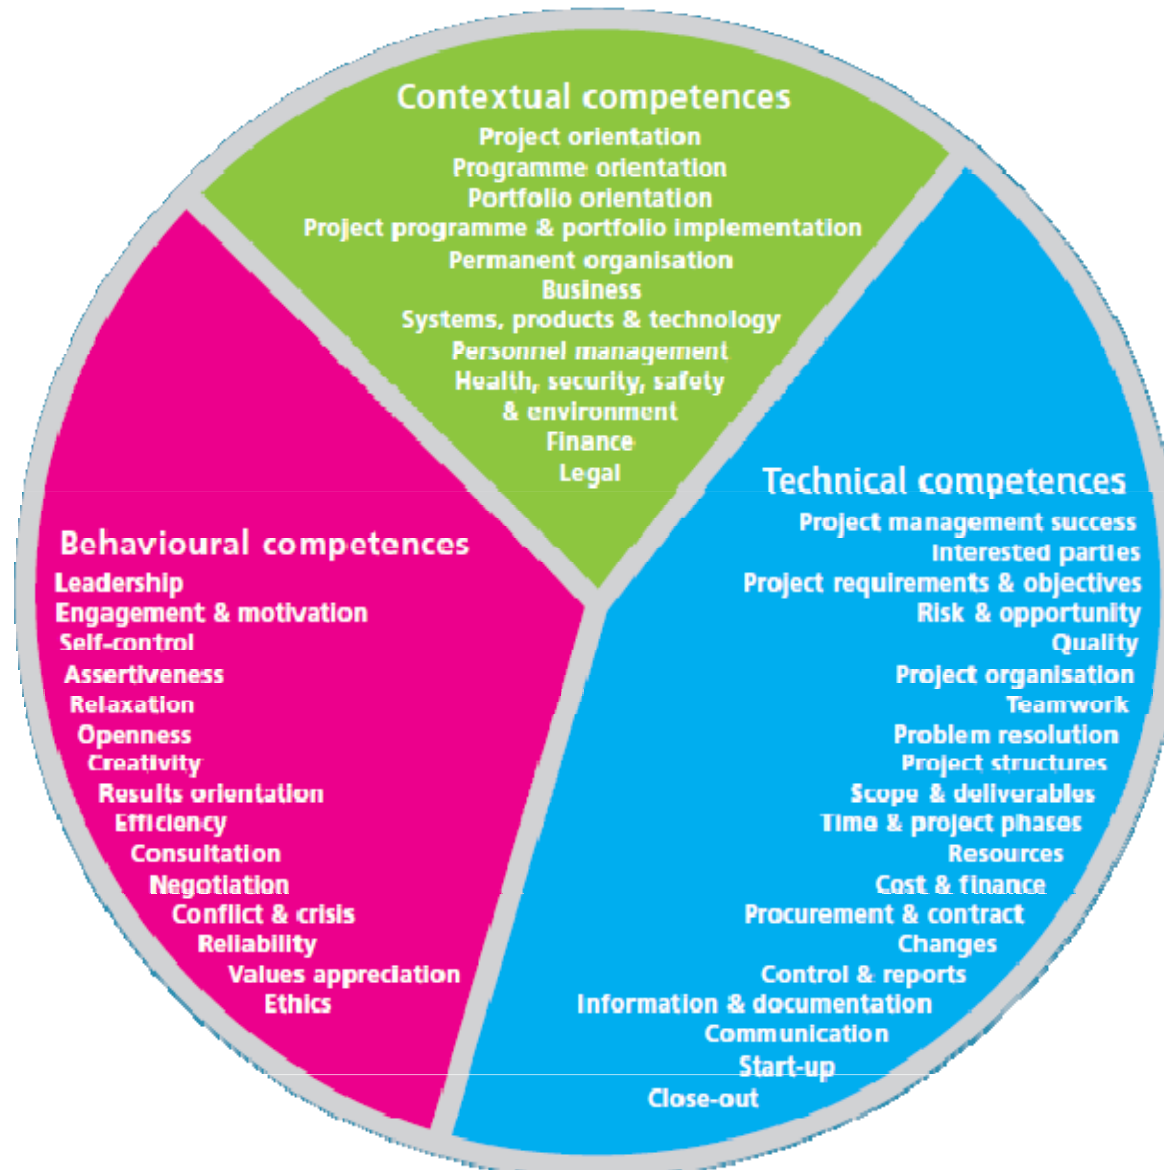 Contextual competences
Project orientation
Programme orientation
Portfolio orientation
Project programme & portfolio implementation
Permanent organisation
Business
Systems, products & technology
Personnel management
Health, security, safety
& environment
Finance
Legal
Behavioural competences
Leadership
Engagement & motivation
Self-control
Assertiveness
Relaxation
Openness
Creativity
Results orientation
Efficiency
Consultation
Negotiation
Conflict & crisis
Reliability
Values appreciation
Ethics
Technical competences
Project management success
Interested parties
Project requirements & objectives
Risk & opportunity
Quality
Project organisation
Teamwork
Problem resolution
Project structures
Scope & deliverables
Time & project phases
Resources
Cost & finance
Procurement & contract
Changes
Control & reports
Information & documentation
Communication
Start-up
Close-out